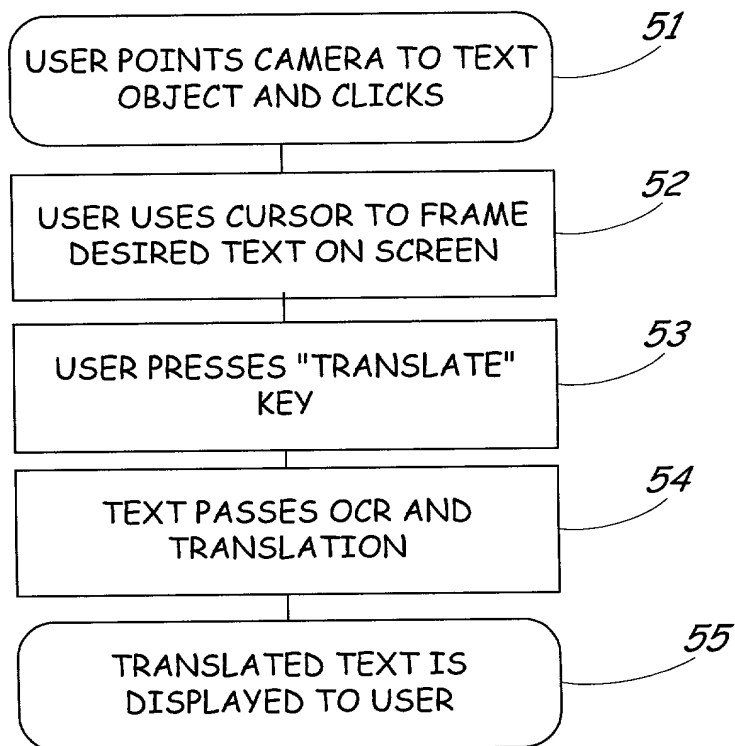 51
USER POINTS CAMERA TO TEXT
OBJECT AND CLICKS
52
USER USES CURSOR TO FRAME
DESIRED TEXT ON SCREEN
53
USER PRESSES "TRANSLATE"
KEY
54
TEXT PASSES OCR AND
TRANSLATION
55
TRANSLATED TEXT IS
DISPLAYED TO USER